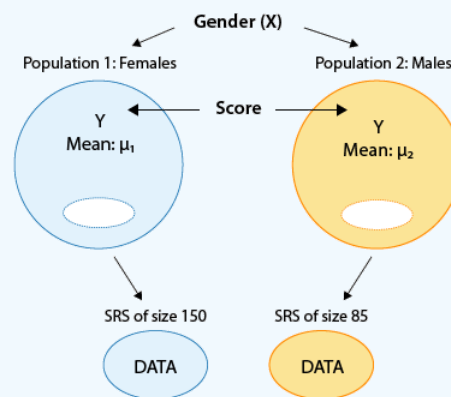 Gender (X)
Population 1: Females
Population 2: Males
Score
Y
Mean: μ₁
Y
Mean: μ₂
SRS of size 150
SRS of size 85
DATA
DATA